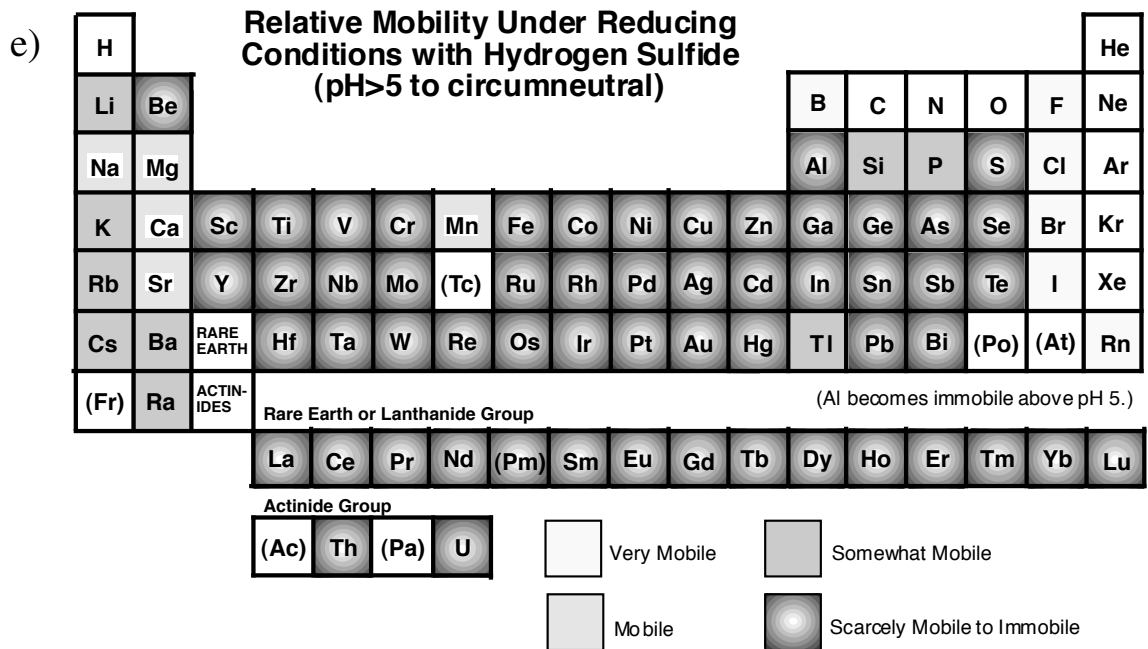 e)
Relative Mobility Under Reducing
Conditions with Hydrogen Sulfide
(pH>5 to circumneutral)
H He
Li Be B C N O F Ne
Na Mg Al Si P S Cl Ar
K Ca Sc Ti V Cr Mn Fe Co Ni Cu Zn Ga Ge As Se Br Kr
Rb Sr Y Zr Nb Mo (Tc) Ru Rh Pd Ag Cd In Sn Sb Te I Xe
Cs Ba RARE EARTH Hf Ta W Re Os Ir Pt Au Hg Tl Pb Bi (Po) (At) Rn
(Fr) Ra ACTIN-IDES
(Al becomes immobile above pH 5.)
Rare Earth or Lanthanide Group
La Ce Pr Nd (Pm) Sm Eu Gd Tb Dy Ho Er Tm Yb Lu
Actinide Group
(Ac) Th (Pa) U
Very Mobile
Somewhat Mobile
Mobile
Scarcely Mobile to Immobile